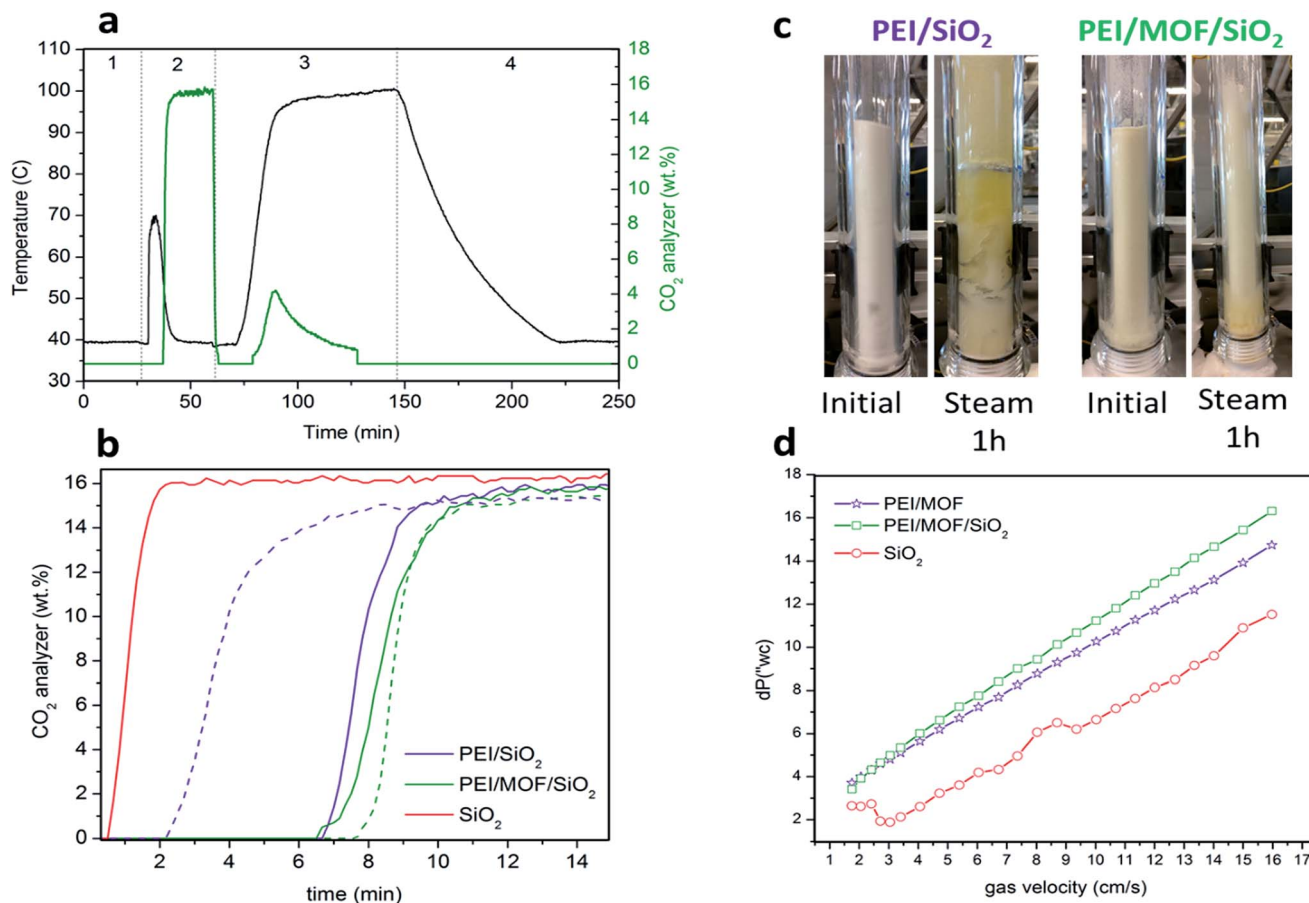 a
110
100
90
80
70
60
50
40
30
Temperature (C)
1
2
3
4
18
16
14
12
10
8
6
4
2
0
CO₂ analyzer (wt.%)
0
50
100
150
200
250
Time (min)
b
16
14
12
10
8
6
4
2
0
CO₂ analyzer (wt.%)
PEI/SiO₂
PEI/MOF/SiO₂
SiO₂
2
4
6
8
10
12
14
time (min)
c
PEI/SiO₂
PEI/MOF/SiO₂
Initial
Steam
1h
Initial
Steam
1h
d
18
16
14
12
10
8
6
4
2
dP("wc)
PEI/MOF
PEI/MOF/SiO₂
SiO₂
1
2
3
4
5
6
7
8
9
10
11
12
13
14
15
16
17
gas velocity (cm/s)